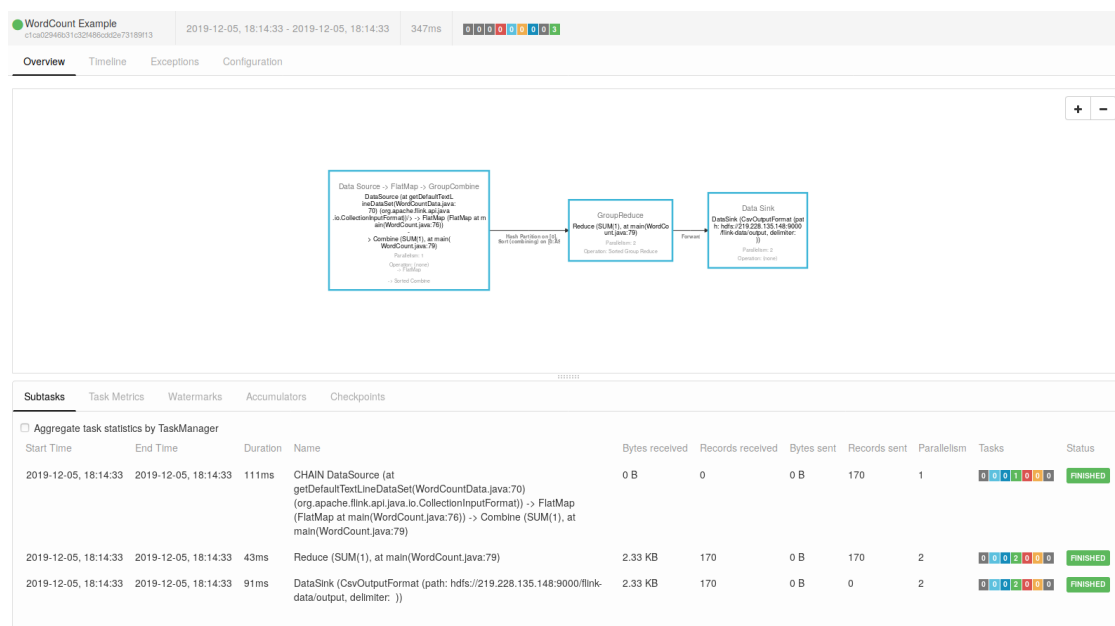 WordCount Example
c1ca02946b31c32f486cdd2e73189f13
2019-12-05, 18:14:33 - 2019-12-05, 18:14:33
347ms
0 0 0 0 0 0 0 0 3
Overview Timeline Exceptions Configuration
+ −
Data Source -> FlatMap -> GroupCombine
DataSource (at getDefaultTextL
ineDataSet(WordCountData.java:
70) (org.apache.flink.api.java
.io.CollectionInputFormat)) -> FlatMap (FlatMap at m
ain(WordCount.java:76))
-
> Combine (SUM(1), at main(
WordCount.java:79)
Parallelism: 1
Operation: (none)
-> FlatMap
-> Sorted Combine
Hash Partition on [0]
Sort (combining) on [0:A]
GroupReduce
Reduce (SUM(1), at main(WordCo
unt.java:79)
Parallelism: 2
Operation: Sorted Group Reduce
Forward
Data Sink
DataSink (CsvOutputFormat (pat
h: hdfs://219.228.135.148:9000
/flink-data/output, delimiter:
))
Parallelism: 2
Operation: (none)
Subtasks Task Metrics Watermarks Accumulators Checkpoints
Aggregate task statistics by TaskManager
Start Time End Time Duration Name Bytes received Records received Bytes sent Records sent Parallelism Tasks Status
2019-12-05, 18:14:33 2019-12-05, 18:14:33 111ms CHAIN DataSource (at 0 B 0 0 B 170 1 0 0 0 1 0 0 0 FINISHED
getDefaultTextLineDataSet(WordCountData.java:70)
(org.apache.flink.api.java.io.CollectionInputFormat)) -> FlatMap
(FlatMap at main(WordCount.java:76)) -> Combine (SUM(1), at
main(WordCount.java:79)
2019-12-05, 18:14:33 2019-12-05, 18:14:33 43ms Reduce (SUM(1), at main(WordCount.java:79) 2.33 KB 170 0 B 170 2 0 0 0 2 0 0 0 FINISHED
2019-12-05, 18:14:33 2019-12-05, 18:14:33 91ms DataSink (CsvOutputFormat (path: hdfs://219.228.135.148:9000/flink- 2.33 KB 170 0 B 0 2 0 0 0 2 0 0 0 FINISHED
data/output, delimiter: ))